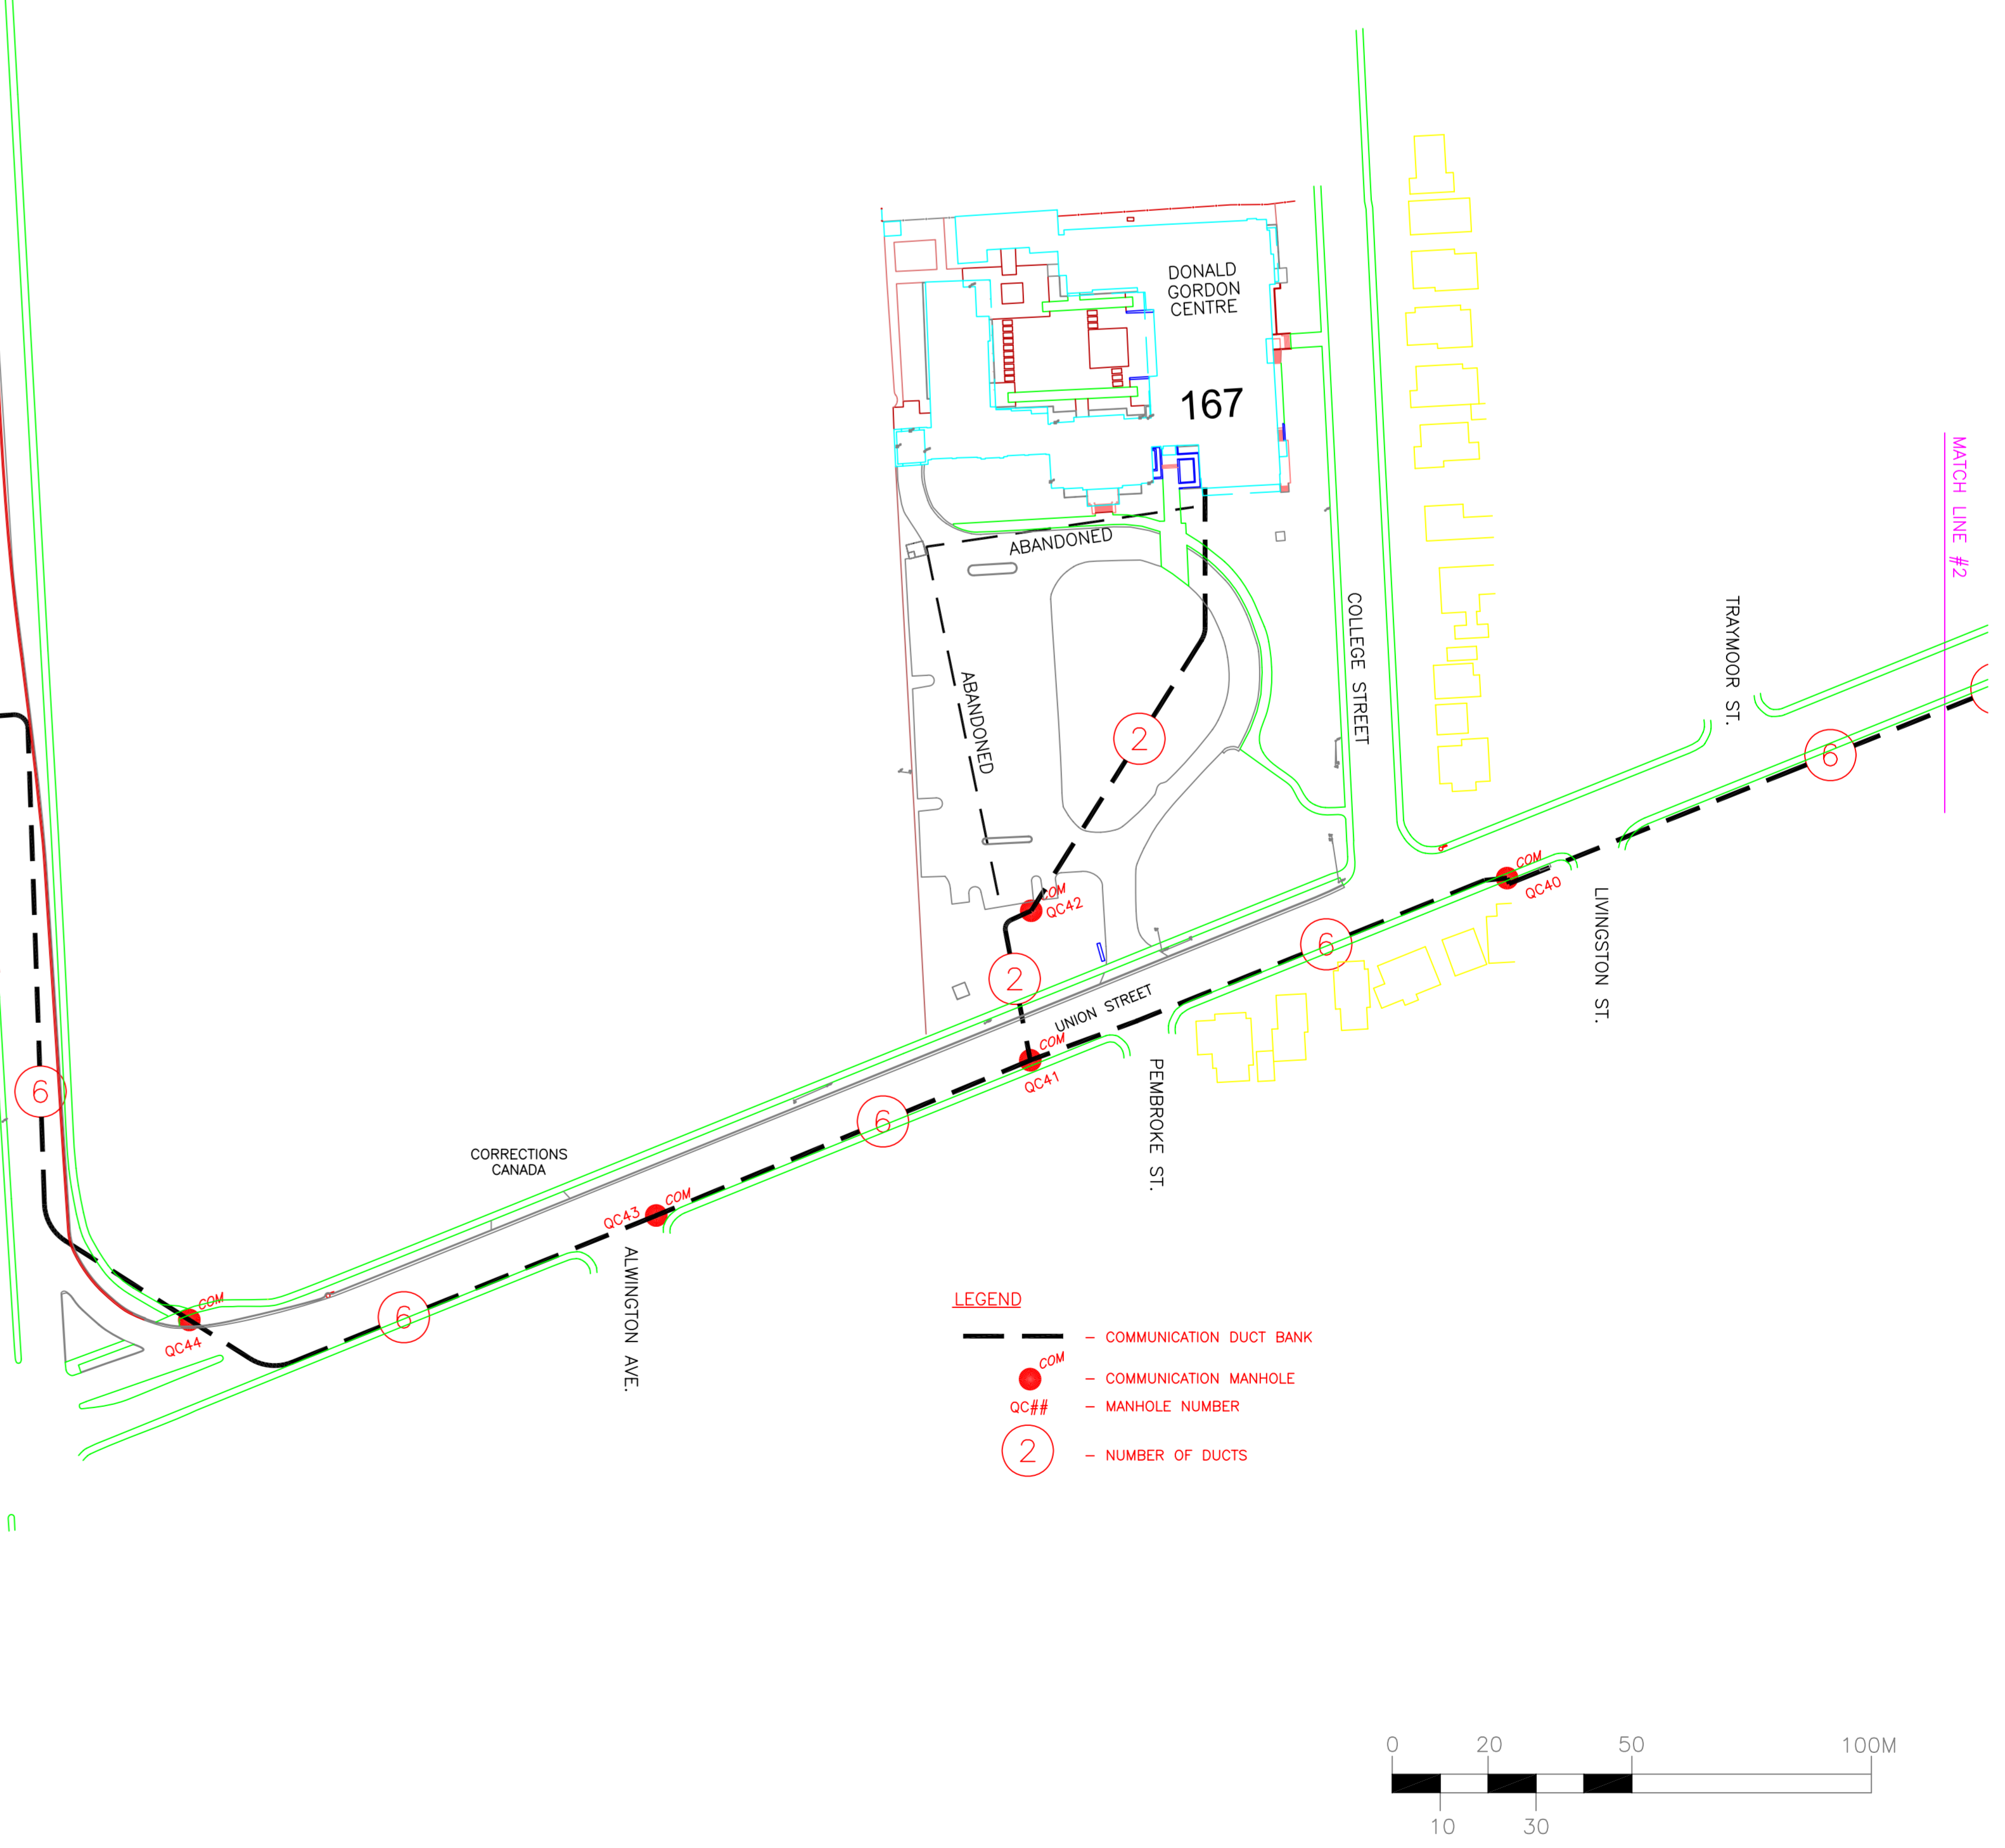 DONALD
GORDON
CENTRE
167
ABANDONED
ABANDONED
COLLEGE STREET
TRAYMOOR ST.
MATCH LINE #2
2
6
COM
QC40
LIVINGSTON ST.
COM
QC42
6
2
UNION STREET
COM
QC41
PEMBROKE ST.
6
6
CORRECTIONS
CANADA
COM
QC43
ALWINGTON AVE.
COM
QC44
6
LEGEND
– COMMUNICATION DUCT BANK
COM
– COMMUNICATION MANHOLE
QC## – MANHOLE NUMBER
2 – NUMBER OF DUCTS
0 20 50 100M
10 30